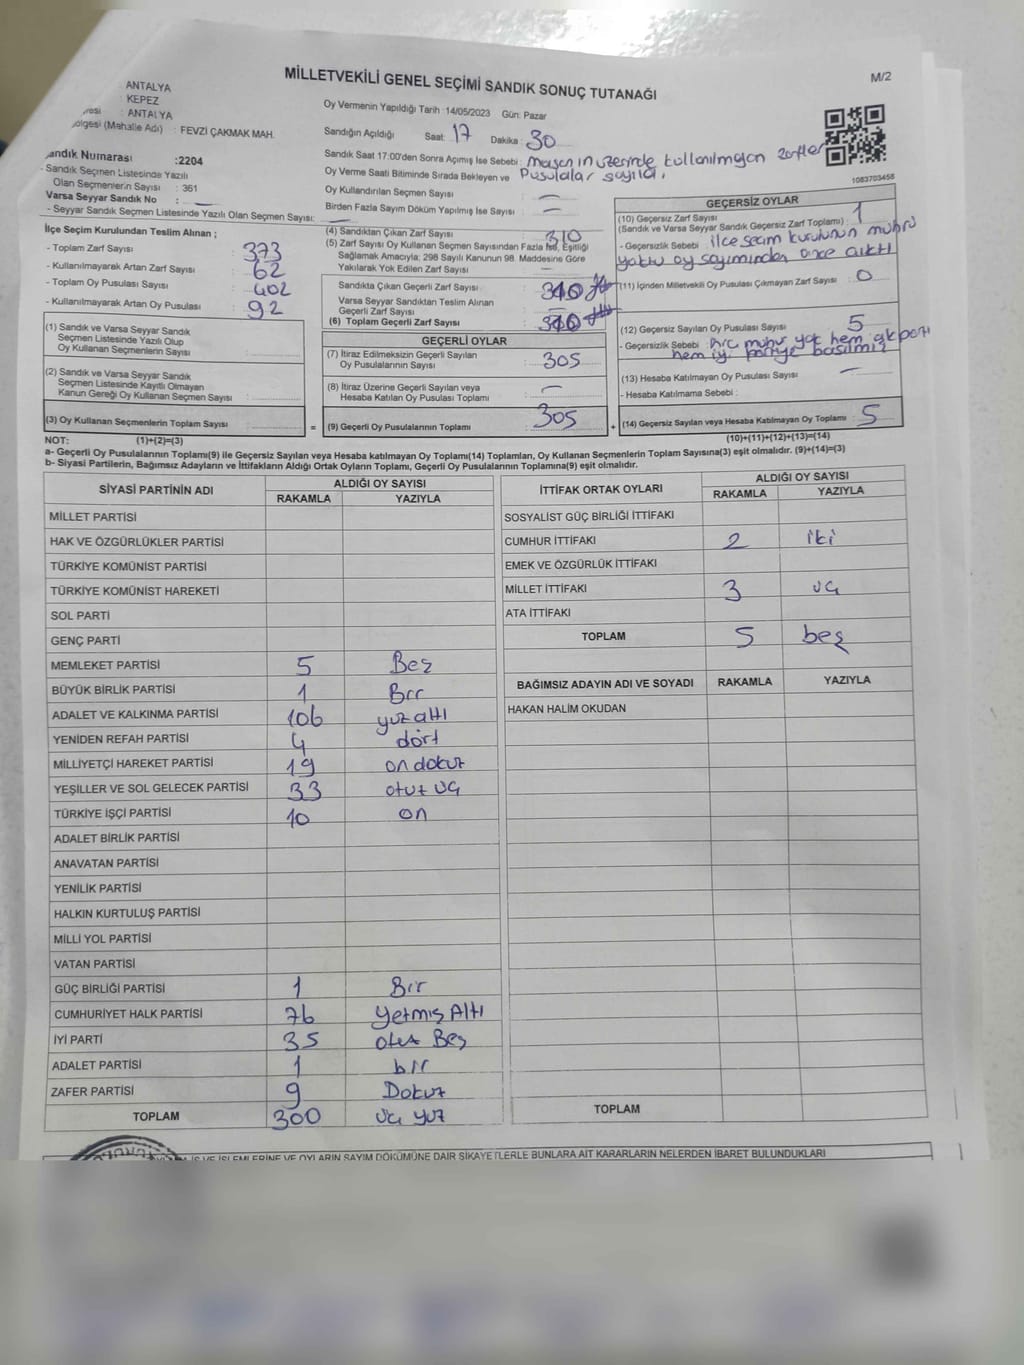 MİLLETVEKİLİ GENEL SEÇİMİ SANDIK SONUÇ TUTANAĞI
M/2
: ANTALYA
: KEPEZ
: ANTALYA
(Mahalle Adı) : FEVZİ ÇAKMAK MAH.
Oy Vermenin Yapıldığı Tarih :14/05/2023 Gün: Pazar
Sandığın Açıldığı Saat: 17 Dakika : 30
Sandık Saat 17:00'den Sonra Açılmış İse Sebebi : masanın üzerinde kullanılmayan zarflar
Oy Verme Saati Bitiminde Sırada Bekleyen ve Pusulalar sayıldı.
Oy Kullandırılan Seçmen Sayısı : —
Birden Fazla Sayım Döküm Yapılmış İse Sayısı : —
1083703458
Sandık Numarası :2204
- Sandık Seçmen Listesinde Yazılı
Olan Seçmenlerin Sayısı : 361
Varsa Seyyar Sandık No : —
- Seyyar Sandık Seçmen Listesinde Yazılı Olan Seçmen Sayısı: —
İlçe Seçim Kurulundan Teslim Alınan ;
- Toplam Zarf Sayısı : 373
- Kullanılmayarak Artan Zarf Sayısı : 62
- Toplam Oy Pusulası Sayısı : 402
- Kullanılmayarak Artan Oy Pusulası : 92
(1) Sandık ve Varsa Seyyar Sandık
Seçmen Listesinde Yazılı Olup
Oy Kullanan Seçmenlerin Sayısı :
(2) Sandık ve Varsa Seyyar Sandık
Seçmen Listesinde Kayıtlı Olmayan
Kanun Gereği Oy Kullanan Seçmen Sayısı :
(3) Oy Kullanan Seçmenlerin Toplam Sayısı :
(4) Sandıktan Çıkan Zarf Sayısı : 310
(5) Zarf Sayısı Oy Kullanan Seçmen Sayısından Fazla İse, Eşitliği
Sağlamak Amacıyla; 298 Sayılı Kanunun 98. Maddesine Göre
Yakılarak Yok Edilen Zarf Sayısı : —
Sandıkta Çıkan Geçerli Zarf Sayısı : 310
Varsa Seyyar Sandıktan Teslim Alınan
Geçerli Zarf Sayısı : —
(6) Toplam Geçerli Zarf Sayısı : 310
GEÇERLİ OYLAR
(7) İtiraz Edilmeksizin Geçerli Sayılan
Oy Pusulalarının Sayısı : 305
(8) İtiraz Üzerine Geçerli Sayılan veya
Hesaba Katılan Oy Pusulası Toplamı : —
= (9) Geçerli Oy Pusulalarının Toplamı : 305
GEÇERSİZ OYLAR
(10) Geçersiz Zarf Sayısı
(Sandık ve Varsa Seyyar Sandık Geçersiz Zarf Toplamı) : 1
- Geçersizlik Sebebi : ilçe seçim kurulunun mührü
yoktu oy sayımından önce çıktı
(11) İçinden Milletvekili Oy Pusulası Çıkmayan Zarf Sayısı : 0
(12) Geçersiz Sayılan Oy Pusulası Sayısı : 5
- Geçersizlik Sebebi : hiç mühür yok hem akparti
hem iyi partiye basılmış
(13) Hesaba Katılmayan Oy Pusulası Sayısı : —
- Hesaba Katılmama Sebebi :
+ (14) Geçersiz Sayılan veya Hesaba Katılmayan Oy Toplamı : 5
NOT: (1)+(2)=(3)
(10)+(11)+(12)+(13)=(14)
a- Geçerli Oy Pusulalarının Toplamı(9) ile Geçersiz Sayılan veya Hesaba katılmayan Oy Toplamı(14) Toplamları, Oy Kullanan Seçmenlerin Toplam Sayısına(3) eşit olmalıdır. (9)+(14)=(3)
b- Siyasi Partilerin, Bağımsız Adayların ve İttifakların Aldığı Ortak Oyların Toplamı, Geçerli Oy Pusulalarının Toplamına(9) eşit olmalıdır.
SİYASİ PARTİNİN ADI ALDIĞI OY SAYISI
RAKAMLA YAZIYLA
MİLLET PARTİSİ
HAK VE ÖZGÜRLÜKLER PARTİSİ
TÜRKİYE KOMÜNİST PARTİSİ
TÜRKİYE KOMÜNİST HAREKETİ
SOL PARTİ
GENÇ PARTİ
MEMLEKET PARTİSİ 5 Beş
BÜYÜK BİRLİK PARTİSİ 1 Bir
ADALET VE KALKINMA PARTİSİ 106 yüz altı
YENİDEN REFAH PARTİSİ 4 dört
MİLLİYETÇİ HAREKET PARTİSİ 19 on dokuz
YEŞİLLER VE SOL GELECEK PARTİSİ 33 otuz üç
TÜRKİYE İŞÇİ PARTİSİ 10 on
ADALET BİRLİK PARTİSİ
ANAVATAN PARTİSİ
YENİLİK PARTİSİ
HALKIN KURTULUŞ PARTİSİ
MİLLİ YOL PARTİSİ
VATAN PARTİSİ
GÜÇ BİRLİĞİ PARTİSİ 1 Bir
CUMHURİYET HALK PARTİSİ 76 yetmiş Altı
İYİ PARTİ 35 otuz Beş
ADALET PARTİSİ 1 bir
ZAFER PARTİSİ 9 Dokuz
TOPLAM 300 üç yüz
İTTİFAK ORTAK OYLARI ALDIĞI OY SAYISI
RAKAMLA YAZIYLA
SOSYALİST GÜÇ BİRLİĞİ İTTİFAKI
CUMHUR İTTİFAKI 2 iki
EMEK VE ÖZGÜRLÜK İTTİFAKI
MİLLET İTTİFAKI 3 üç
ATA İTTİFAKI
TOPLAM 5 beş
BAĞIMSIZ ADAYIN ADI VE SOYADI RAKAMLA YAZIYLA
HAKAN HALİM OKUDAN
TOPLAM
VE İŞLEMLERİNE VE OYLARIN SAYIM DÖKÜMÜNE DAİR ŞİKAYETLERLE BUNLARA AİT KARARLARIN NELERDEN İBARET BULUNDUKLARI